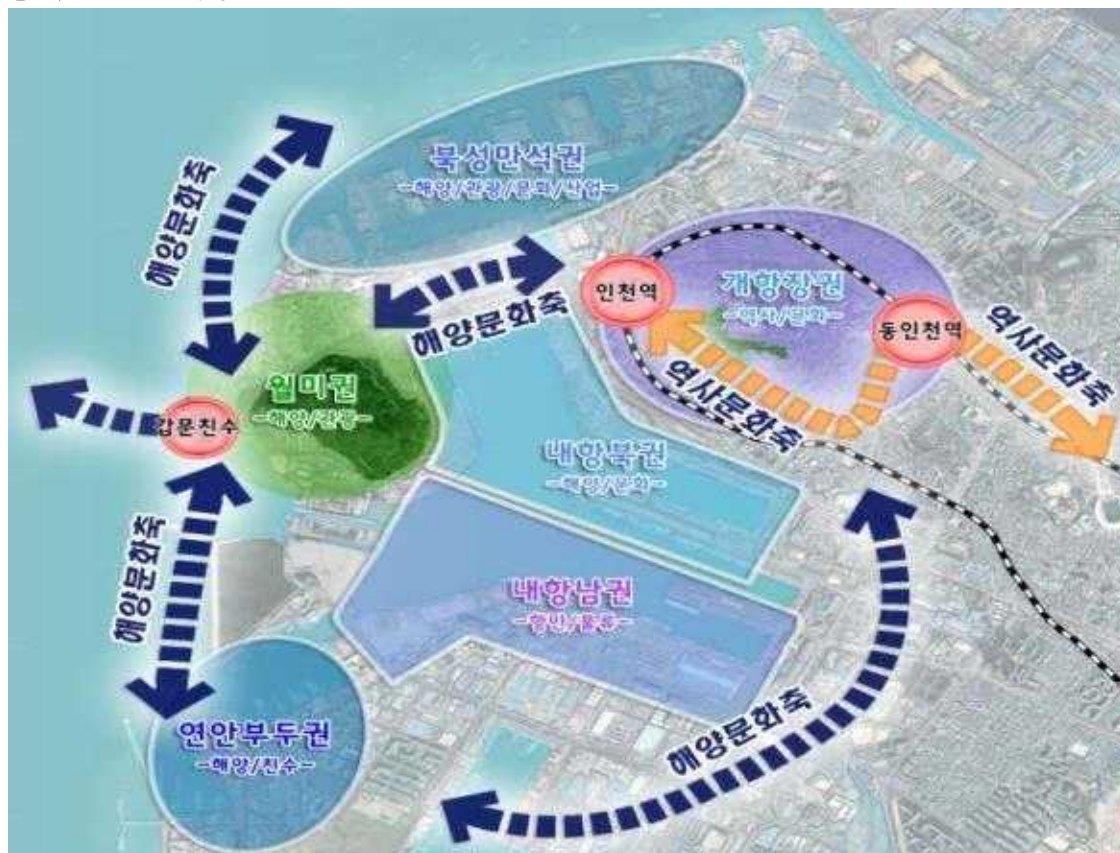 북성만석권
-해양/관광/문화/산업-
해양문화축
해양문화축
인천역
개항장권
-역사/문화-
동인천역
역사문화축
역사문화축
월미권
-해양/관광-
갑문친수
내항북권
-해양/문화-
해양문화축
내항남권
-항만/물류-
연안부두권
-해양/친수-
해양문화축